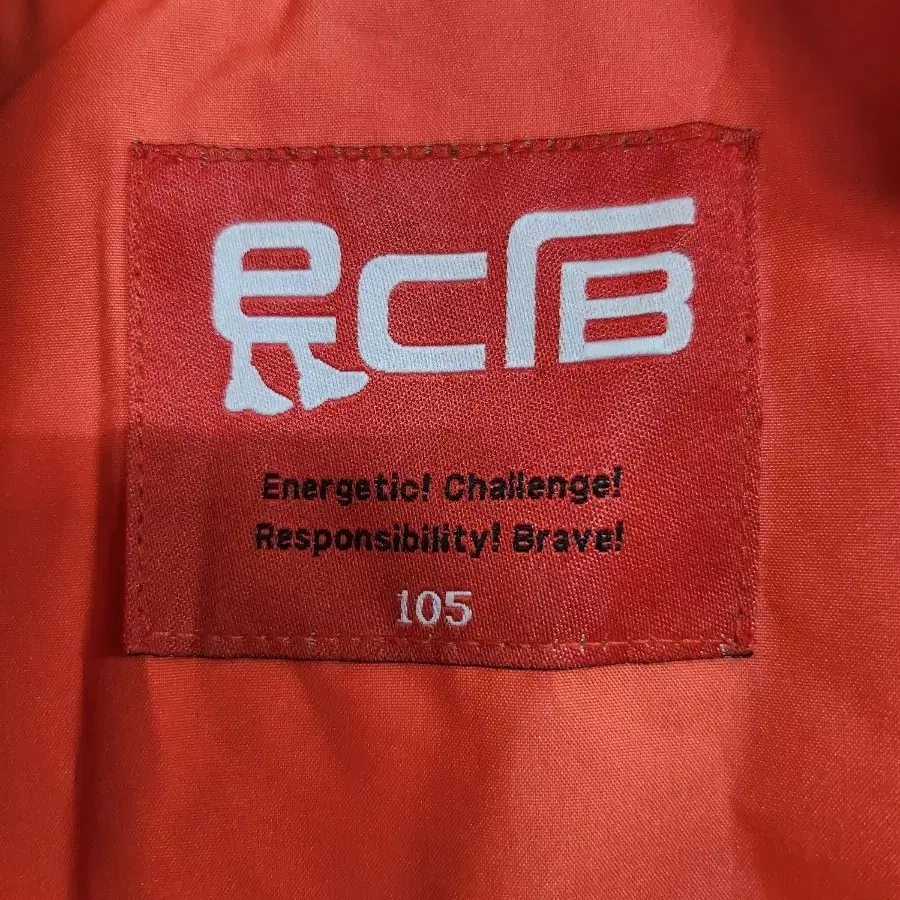 ecrB
Energetic! Challenge!
Responsibility! Brave!
105